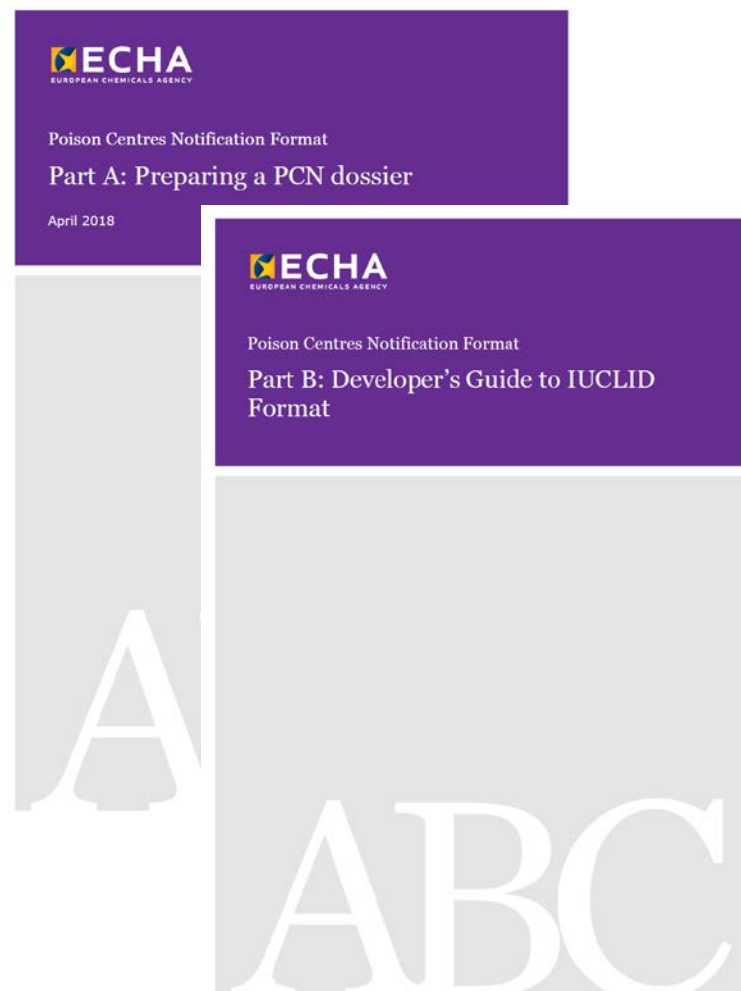 ECHA
EUROPEAN CHEMICALS AGENCY
Poison Centres Notification Format
Part A: Preparing a PCN dossier
April 2018
A
ECHA
EUROPEAN CHEMICALS AGENCY
Poison Centres Notification Format
Part B: Developer's Guide to IUCLID
Format
ABC